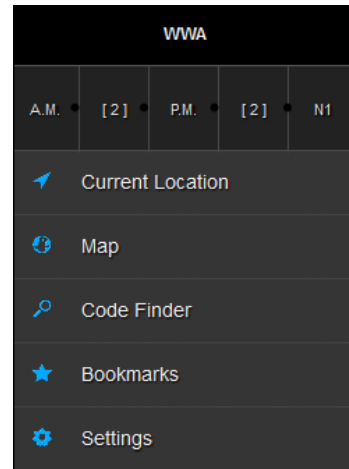 WWA
A.M. [ 2 ] P.M. [ 2 ] N1
Current Location
Map
Code Finder
Bookmarks
Settings